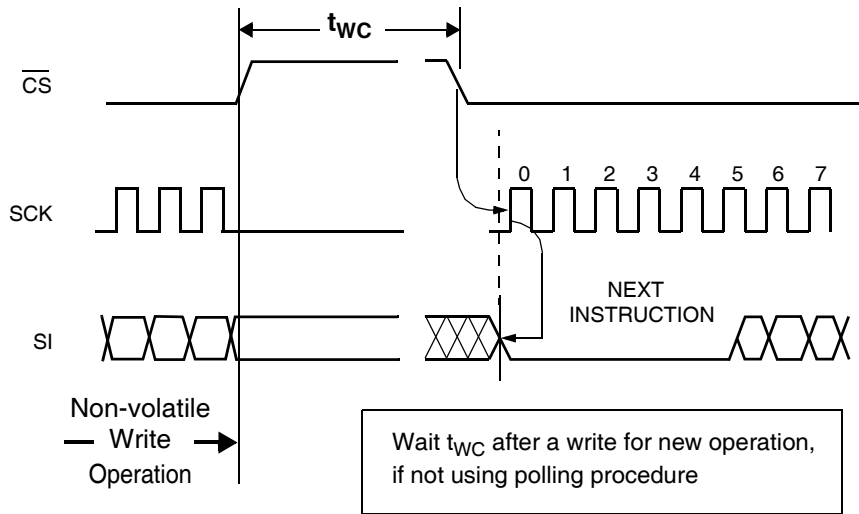 tWC
CS
0 1 2 3 4 5 6 7
SCK
NEXT
INSTRUCTION
SI
Non-volatile
Write
Operation
Wait tWC after a write for new operation,
if not using polling procedure